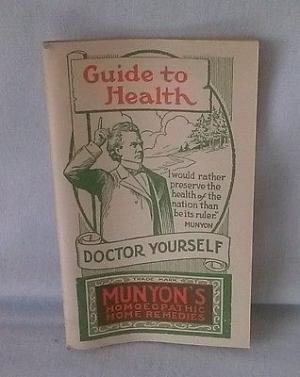 Guide to
Health
I would rather
preserve the
health of the
nation than
be its ruler."
MUNYON
DOCTOR YOURSELF
TRADE MARK
MUNYON'S
HOMOEOPATHIC
HOME REMEDIES